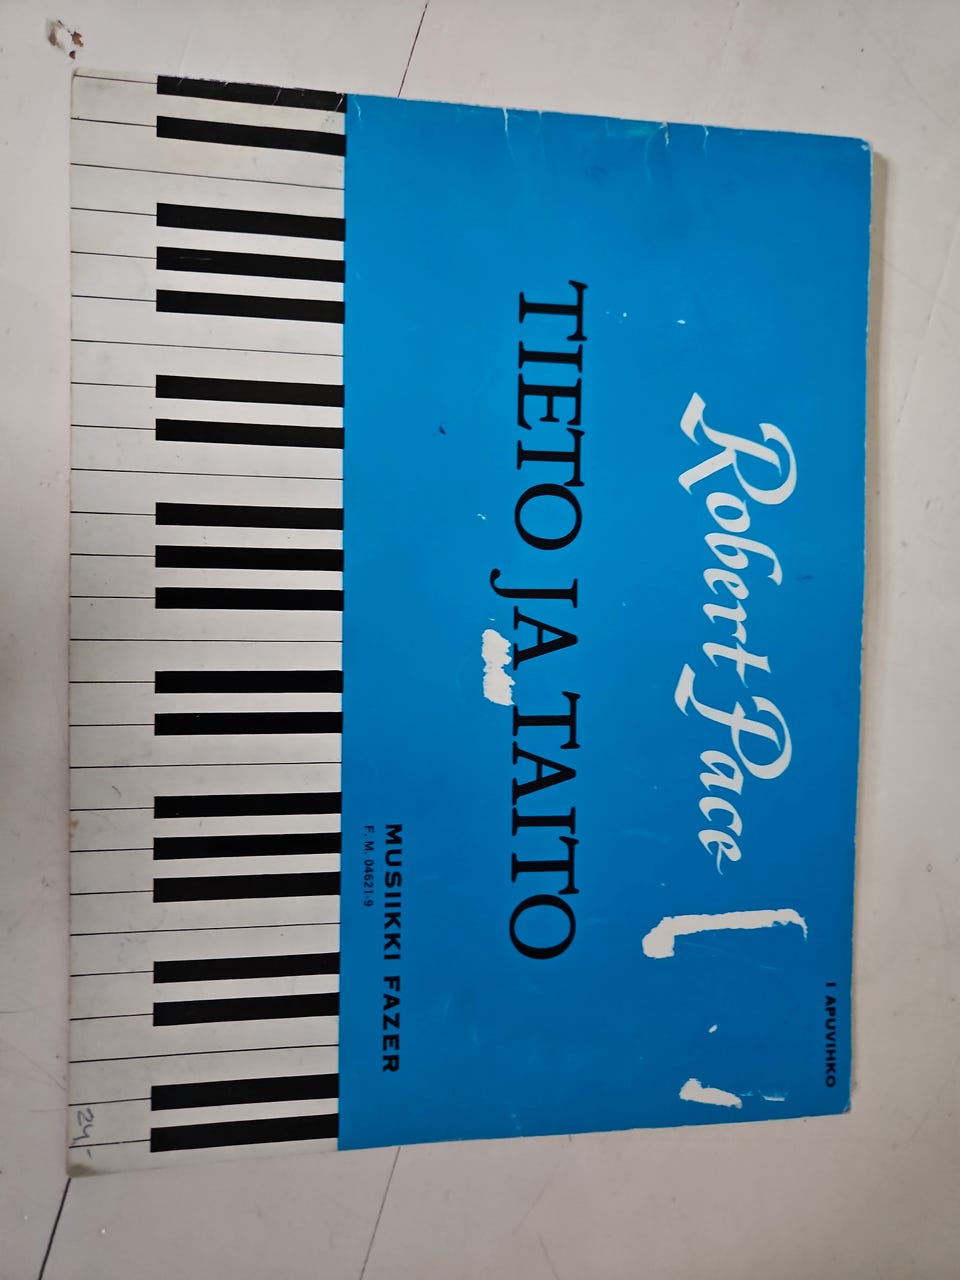 I APUVIHKO
Robert Pace
TIETO JA TAITO
MUSIIKKI FAZER
F. M. 04621-9
24,-